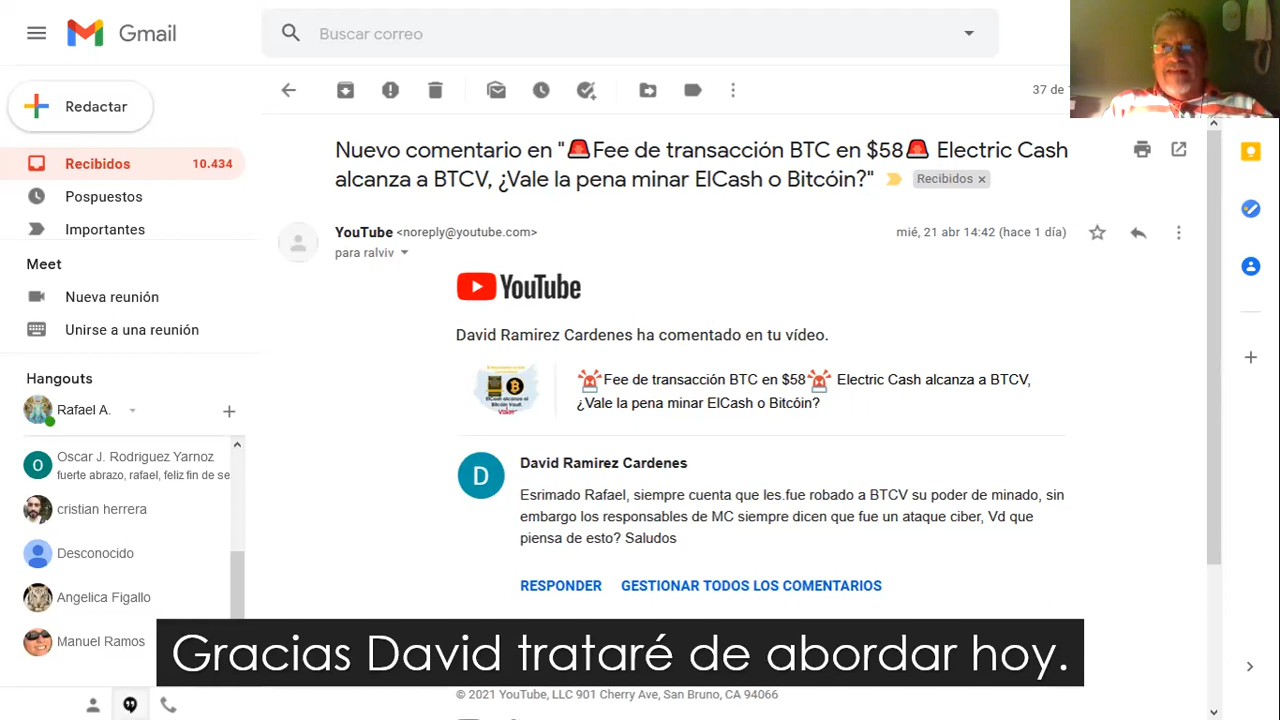 Gmail
Buscar correo
Redactar
37 de
Recibidos 10.434
Pospuestos
Importantes
Meet
Nueva reunión
Unirse a una reunión
Hangouts
Rafael A.
Oscar J. Rodriguez Yarnoz
fuerte abrazo, rafael, feliz fin de se
cristian herrera
Desconocido
Angelica Figallo
Manuel Ramos
Nuevo comentario en "🚨Fee de transacción BTC en $58🚨 Electric Cash
alcanza a BTCV, ¿Vale la pena minar ElCash o Bitcóin?" Recibidos x
YouTube <noreply@youtube.com>
mié, 21 abr 14:42 (hace 1 día)
para ralviv
YouTube
David Ramirez Cardenes ha comentado en tu vídeo.
🚨Fee de transacción BTC en $58🚨 Electric Cash alcanza a BTCV,
¿Vale la pena minar ElCash o Bitcóin?
D
David Ramirez Cardenes
Esrimado Rafael, siempre cuenta que les.fue robado a BTCV su poder de minado, sin
embargo los responsables de MC siempre dicen que fue un ataque ciber, Vd que
piensa de esto? Saludos
RESPONDER GESTIONAR TODOS LOS COMENTARIOS
Gracias David trataré de abordar hoy.
© 2021 YouTube, LLC 901 Cherry Ave, San Bruno, CA 94066